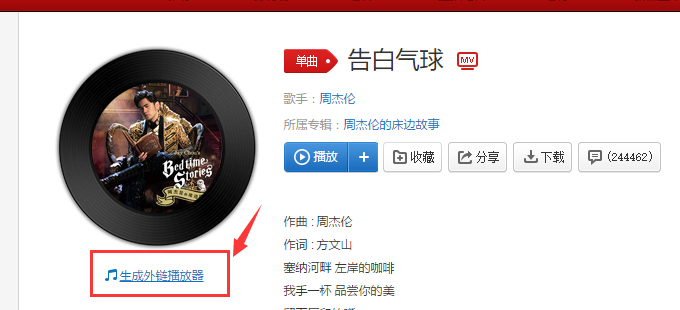 单曲
告白气球
MV
歌手：周杰伦
所属专辑：周杰伦的床边故事
播放
+
收藏
分享
下载
(244462)
Bedtime
Stories
生成外链播放器
作曲 : 周杰伦
作词 : 方文山
塞纳河畔 左岸的咖啡
我手一杯 品尝你的美